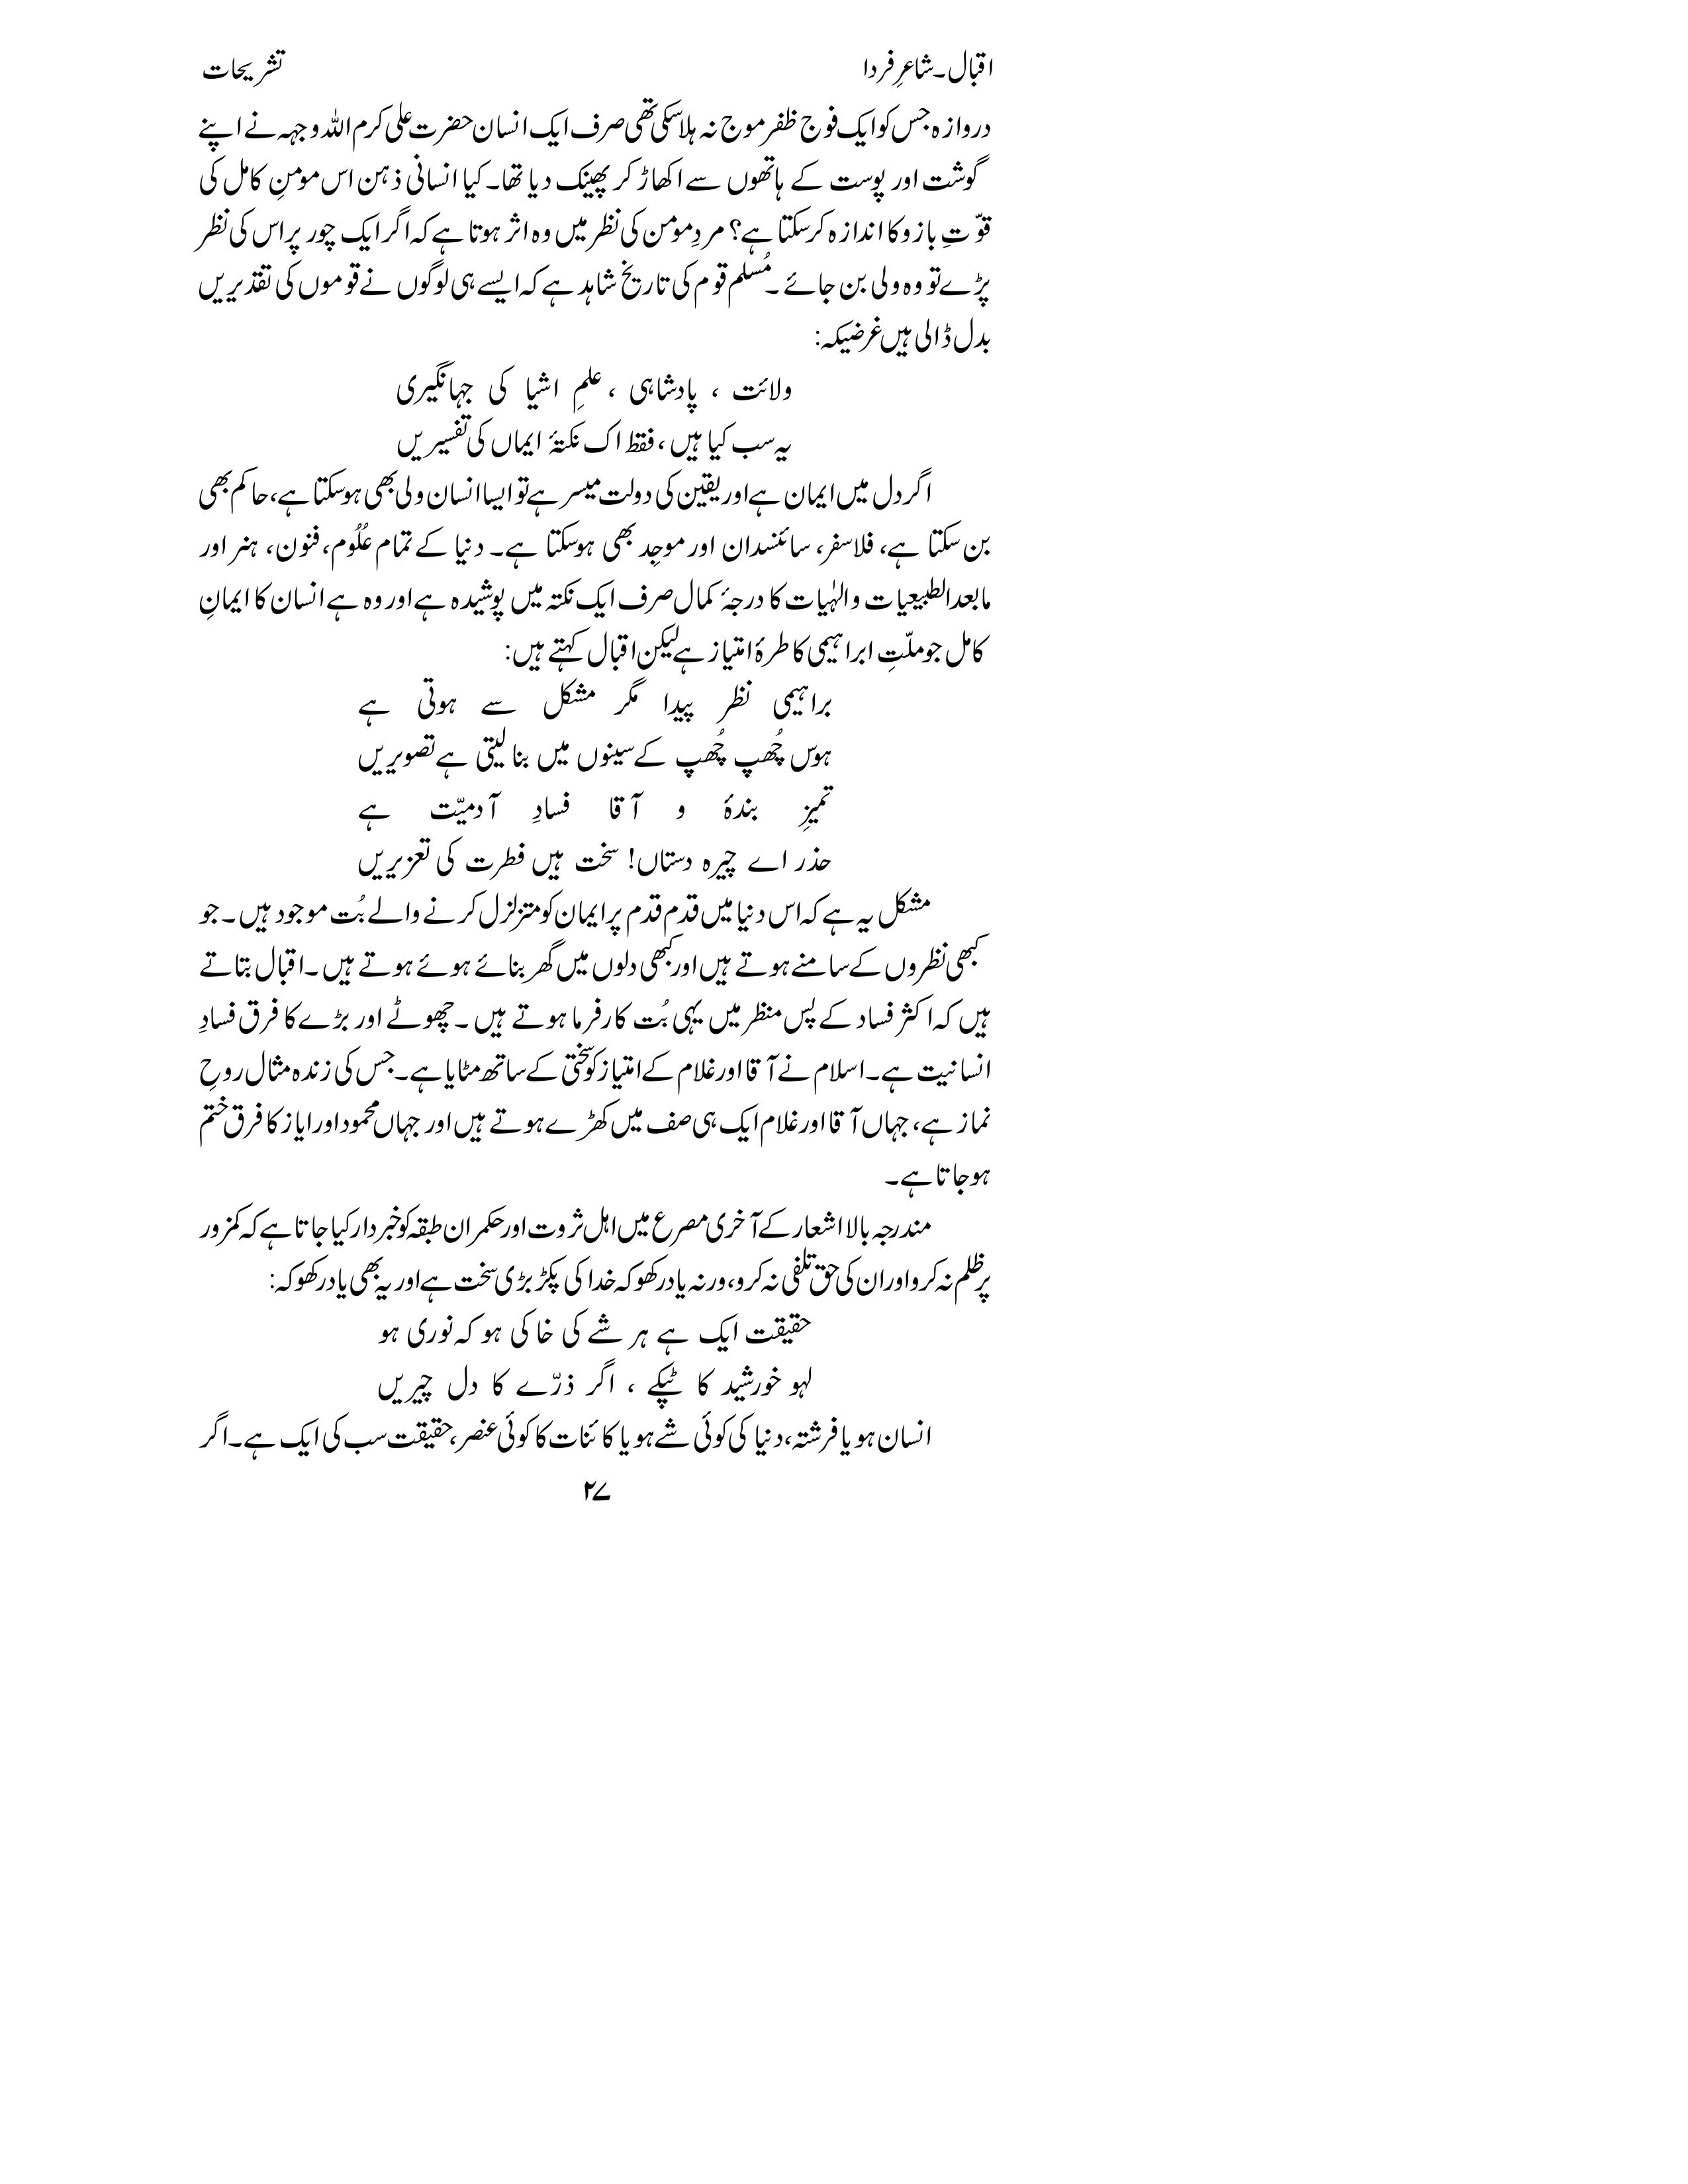 اقبال۔شاعرِ فردا تشریحات
دروازہ جس کو ایک فوج ظفر موج نہ ہلا سکی تھی صرف ایک انسان حضرت علی کرم اللہ وجہہ نے اپنے
گوشت اور پوست کے ہاتھوں سے اکھاڑ کر پھینک دیا تھا۔ کیا انسانی ذہن اس مومنِ کامل کی
قوّتِ بازو کا اندازہ کرسکتا ہے؟ مردِ مومن کی نظر میں وہ اثر ہوتا ہے کہ اگر ایک چور پر اس کی نظر
پڑے تو وہ ولی بن جائے ۔ مُسلم قوم کی تاریخ شاہد ہے کہ ایسے ہی لوگوں نے قوموں کی تقدیریں
بدل ڈالی ہیں غرضیکہ:
ولائت ، پادشاہی ، علمِ اشیا کی جہانگیری
یہ سب کیا ہیں ، فقط اک نکتۂ ایماں کی تفسیریں
اگر دل میں ایمان ہے اور یقین کی دولت میسر ہے تو ایسا انسان ولی بھی ہوسکتا ہے، حاکم بھی
بن سکتا ہے، فلاسفر، سائنسدان اور موجِد بھی ہوسکتا ہے۔ دنیا کے تمام عُلُوم، فنون، ہنر اور
مابعدالطبیعیات والہٰیات کا درجۂ کمال صرف ایک نکتہ میں پوشیدہ ہے اور وہ ہے انسان کا ایمانِ
کامل جو ملّتِ ابراہیمی کا طرۂ امتیاز ہے لیکن اقبال کہتے ہیں:
براہیمی نظر پیدا مگر مشکل سے ہوتی ہے
ہوس چُھپ چُھپ کے سینوں میں بنا لیتی ہے تصویریں
تمیزِ بندۂ و آقا فسادِ آدمیّت ہے
حذر اے چیرہ دستاں! سخت ہیں فطرت کی تعزیریں
مشکل یہ ہے کہ اس دنیا میں قدم قدم پر ایمان کو متزلزل کرنے والے بُت موجود ہیں ۔ جو
کبھی نظروں کے سامنے ہوتے ہیں اور کبھی دلوں میں گھر بنائے ہوئے ہوتے ہیں ۔ اقبال بتاتے
ہیں کہ اکثر فساد کے پس منظر میں یہی بُت کارفرما ہوتے ہیں ۔ چھوٹے اور بڑے کا فرق فسادِ
انسانیت ہے۔ اسلام نے آقا اور غلام کے امتیاز کو سختی کے ساتھ مٹایا ہے۔ جس کی زندہ مثال روحِ
نماز ہے، جہاں آقا اور غلام ایک ہی صف میں کھڑے ہوتے ہیں اور جہاں محمود اور ایاز کا فرق ختم
ہوجاتا ہے۔
مندرجہ بالا اشعار کے آخری مصرع میں اہل ثروت اور حکمران طبقہ کو خبردار کیا جاتا ہے کہ کمزور
پر ظلم نہ کرو اور ان کی حق تلفی نہ کرو، ورنہ یاد رکھو کہ خدا کی پکڑ بڑی سخت ہے اور یہ بھی یاد رکھو کہ:
حقیقت ایک ہے ہر شے کی خاکی ہو کہ نوری ہو
لہو خورشید کا ٹپکے ، اگر ذرّے کا دل چیریں
انسان ہو یا فرشتہ، دنیا کی کوئی شے ہو یا کائنات کا کوئی عنصر، حقیقت سب کی ایک ہے۔ اگر
۲۷